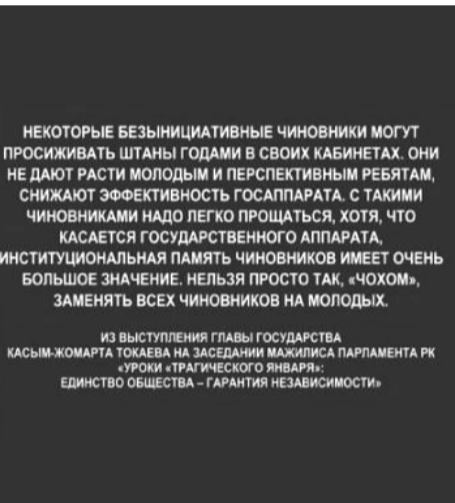 НЕКОТОРЫЕ БЕЗЫНИЦИАТИВНЫЕ ЧИНОВНИКИ МОГУТ
ПРОСИЖИВАТЬ ШТАНЫ ГОДАМИ В СВОИХ КАБИНЕТАХ. ОНИ
НЕ ДАЮТ РАСТИ МОЛОДЫМ И ПЕРСПЕКТИВНЫМ РЕБЯТАМ,
СНИЖАЮТ ЭФФЕКТИВНОСТЬ ГОСАППАРАТА. С ТАКИМИ
ЧИНОВНИКАМИ НАДО ЛЕГКО ПРОЩАТЬСЯ, ХОТЯ, ЧТО
КАСАЕТСЯ ГОСУДАРСТВЕННОГО АППАРАТА,
ИНСТИТУЦИОНАЛЬНАЯ ПАМЯТЬ ЧИНОВНИКОВ ИМЕЕТ ОЧЕНЬ
БОЛЬШОЕ ЗНАЧЕНИЕ. НЕЛЬЗЯ ПРОСТО ТАК, «ЧОХОМ»,
ЗАМЕНЯТЬ ВСЕХ ЧИНОВНИКОВ НА МОЛОДЫХ.
ИЗ ВЫСТУПЛЕНИЯ ГЛАВЫ ГОСУДАРСТВА
КАСЫМ-ЖОМАРТА ТОКАЕВА НА ЗАСЕДАНИИ МАЖИЛИСА ПАРЛАМЕНТА РК
«УРОКИ «ТРАГИЧЕСКОГО ЯНВАРЯ»:
ЕДИНСТВО ОБЩЕСТВА – ГАРАНТИЯ НЕЗАВИСИМОСТИ»